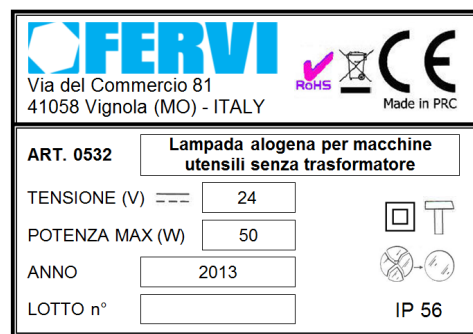 FERVI
Via del Commercio 81
41058 Vignola (MO) - ITALY
RoHS
CE
Made in PRC
ART. 0532
Lampada alogena per macchine
utensili senza trasformatore
TENSIONE (V) 24
POTENZA MAX (W) 50
ANNO 2013
LOTTO n°
IP 56